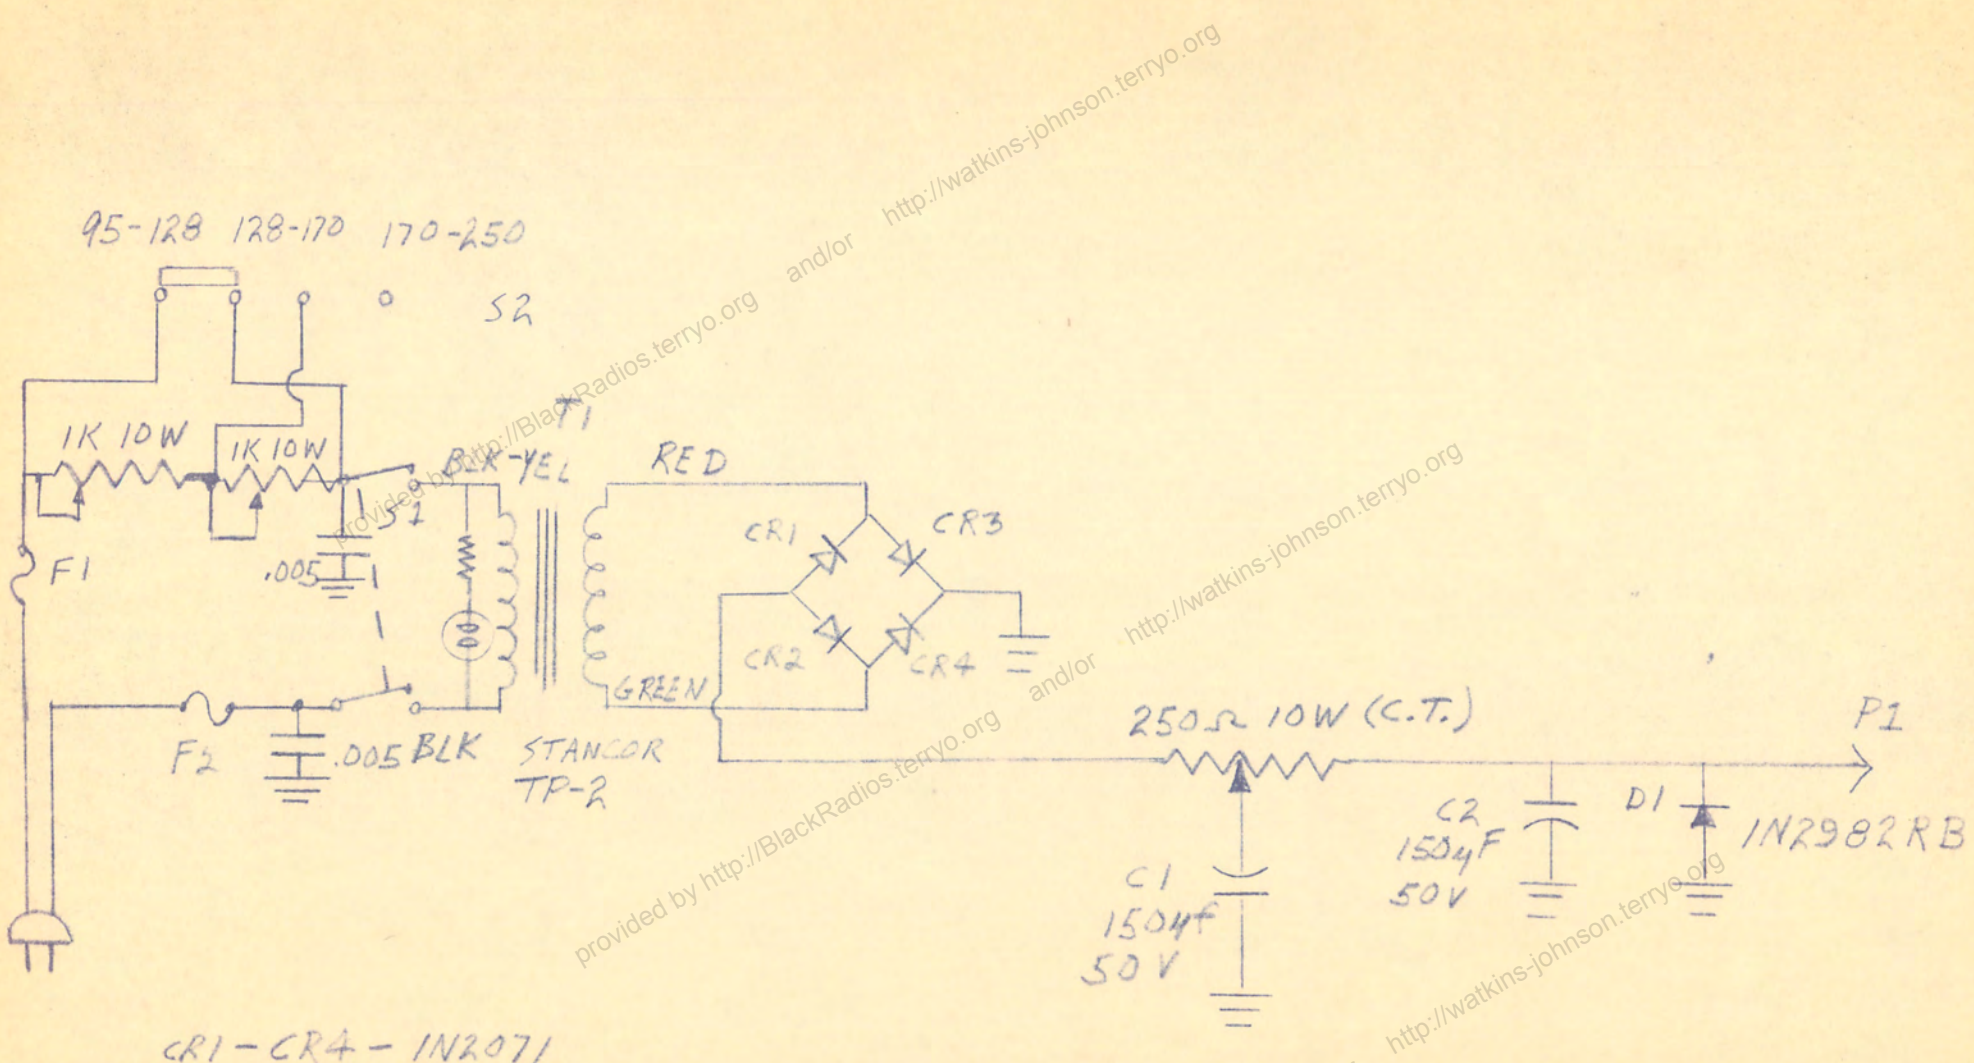 95-128 128-170 170-250
S2
1K 10W
1K 10W
T1
BLK-YEL
RED
S1
F1
.005
CR1
CR3
CR2
CR4
GREEN
F2
.005
BLK
STANCOR
TP-2
250Ω 10W (C.T.)
P1
C1
150μf
50V
C2
150μF
50V
D1
1N2982RB
CR1-CR4-1N2071
provided by http://BlackRadios.terryo.org and/or http://watkins-johnson.terryo.org
provided by http://BlackRadios.terryo.org and/or http://watkins-johnson.terryo.org
http://watkins-johnson.terryo.org